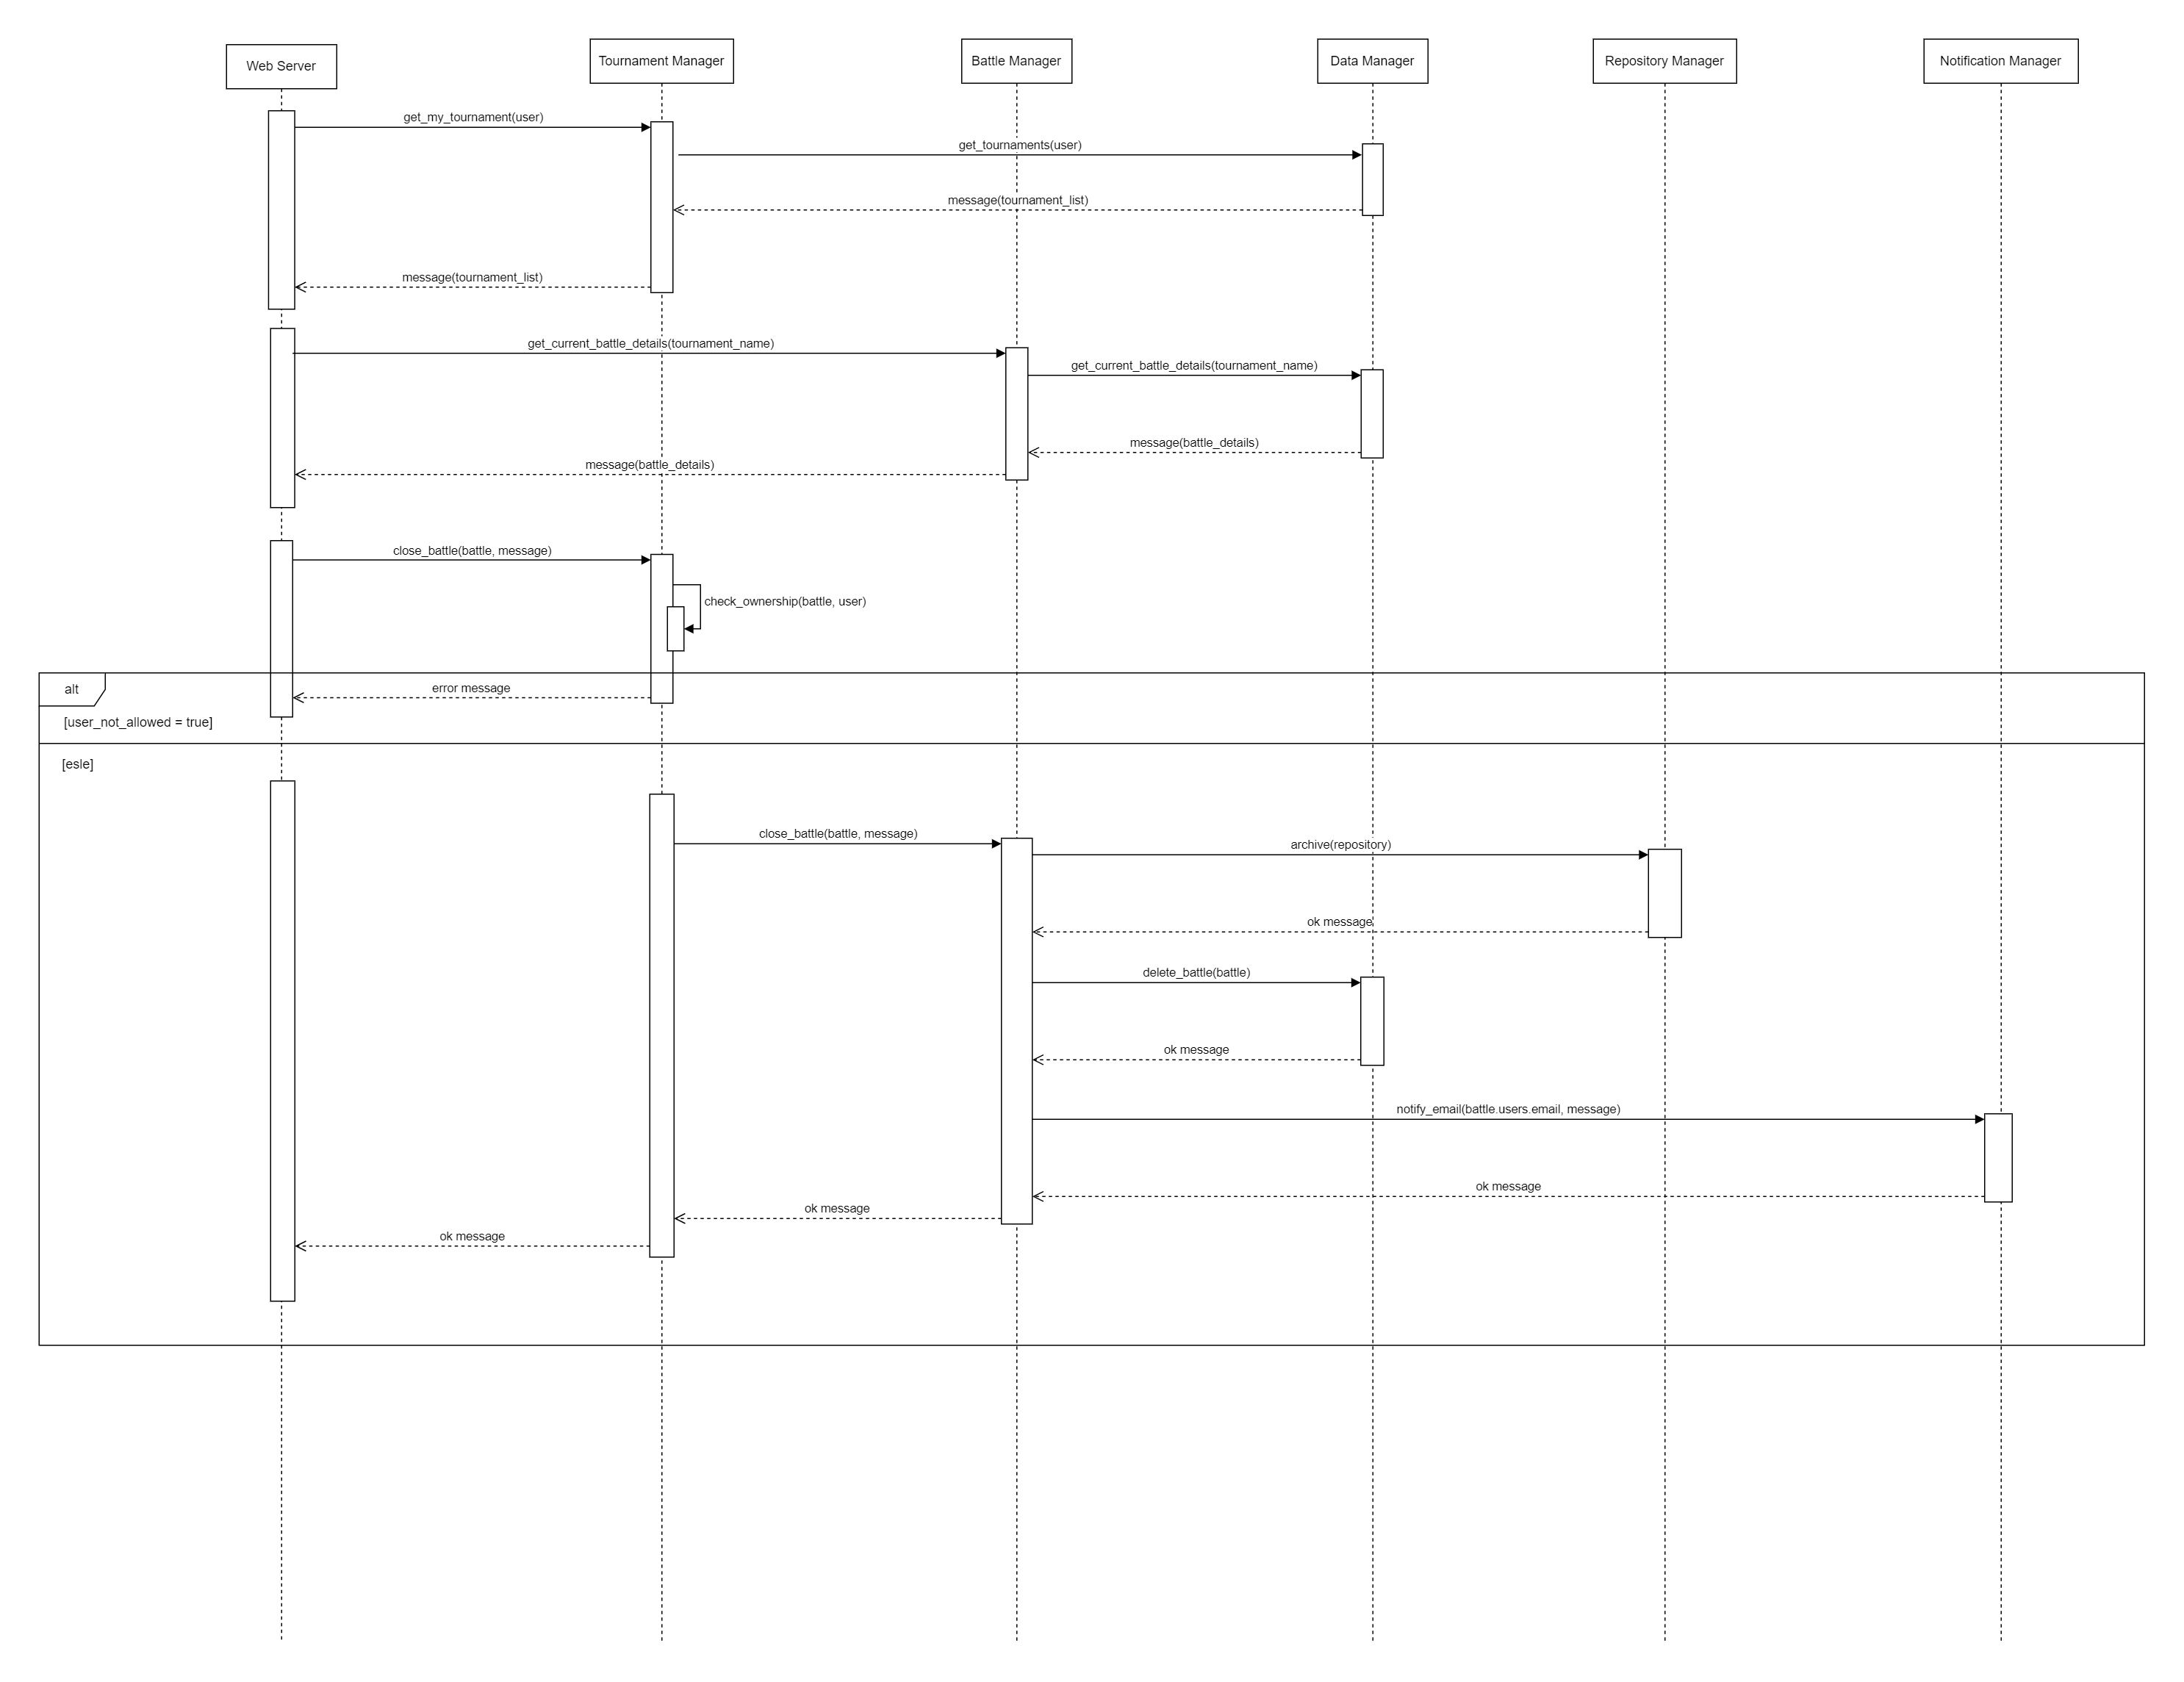 Web Server
Tournament Manager
Battle Manager
Data Manager
Repository Manager
Notification Manager
get_my_tournament(user)
get_tournaments(user)
message(tournament_list)
message(tournament_list)
get_current_battle_details(tournament_name)
get_current_battle_details(tournament_name)
message(battle_details)
message(battle_details)
close_battle(battle, message)
check_ownership(battle, user)
alt
error message
[user_not_allowed = true]
[esle]
close_battle(battle, message)
archive(repository)
ok message
delete_battle(battle)
ok message
notify_email(battle.users.email, message)
ok message
ok message
ok message